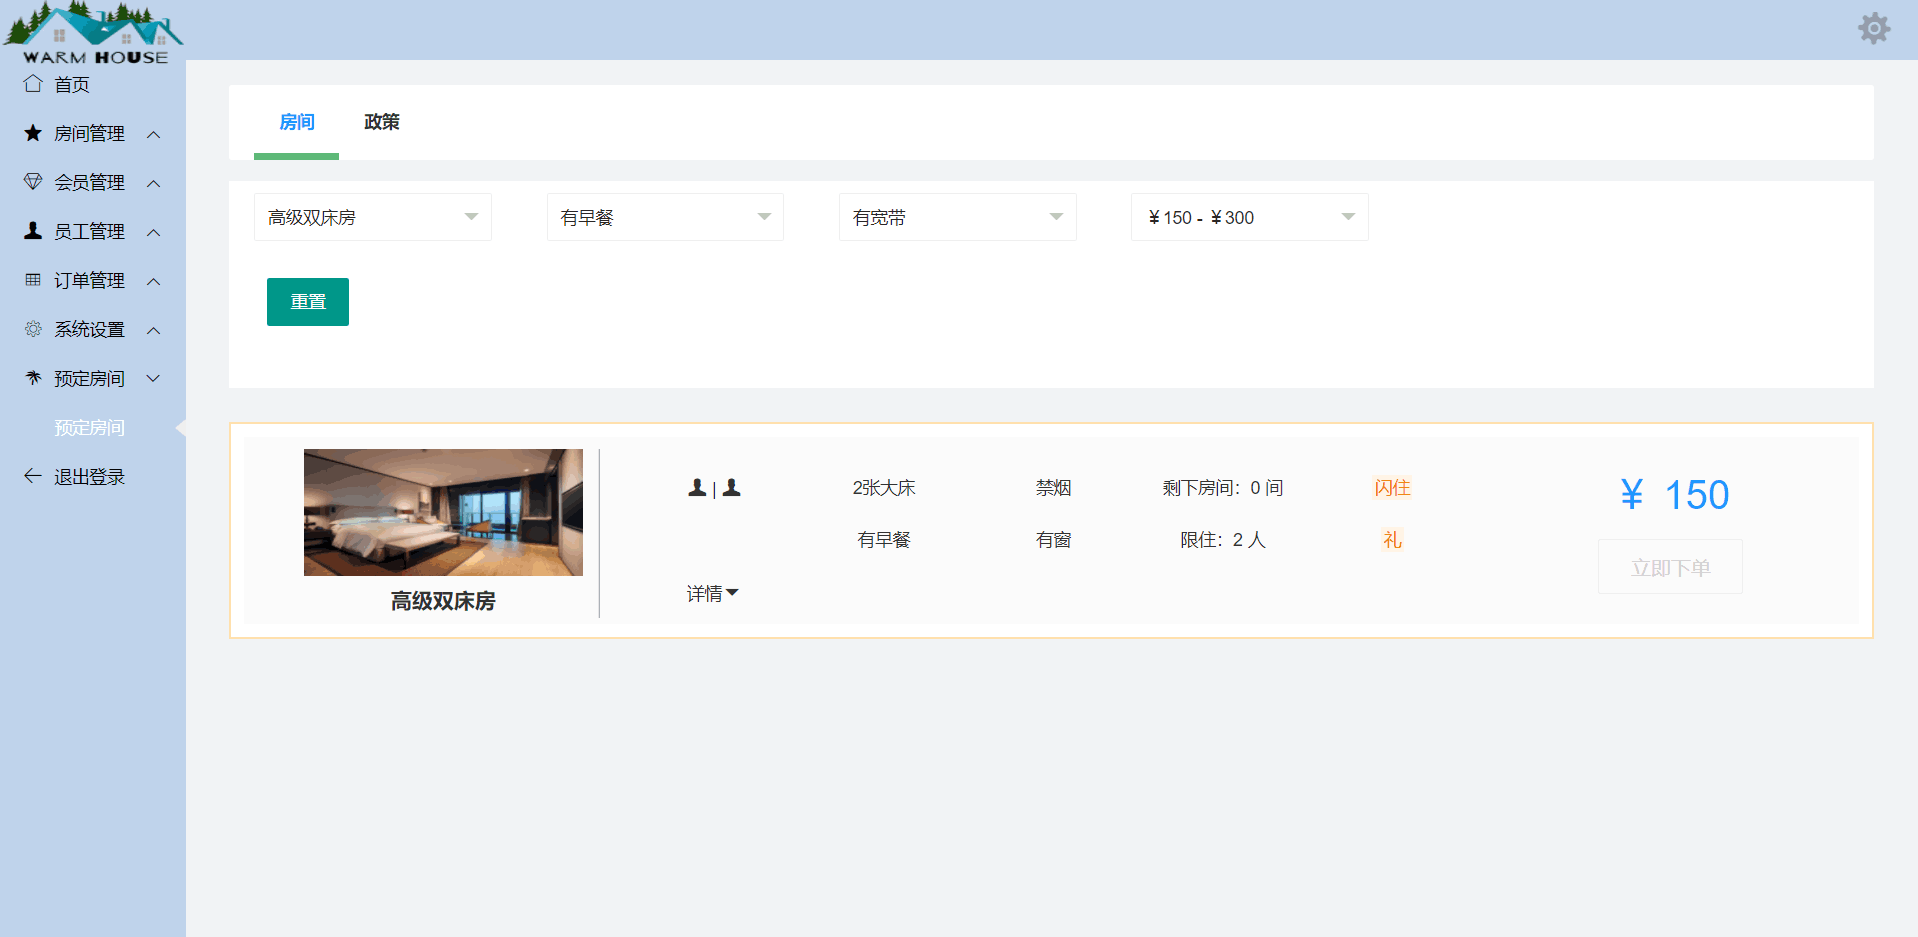 WARM HOUSE
首页
房间管理
会员管理
员工管理
订单管理
系统设置
预定房间
预定房间
退出登录
房间 政策
高级双床房 有早餐 有宽带 ¥150 - ¥300
重置
| 2张大床 禁烟 剩下房间：0 间 闪住 ¥ 150
有早餐 有窗 限住：2 人 礼
立即下单
详情
高级双床房